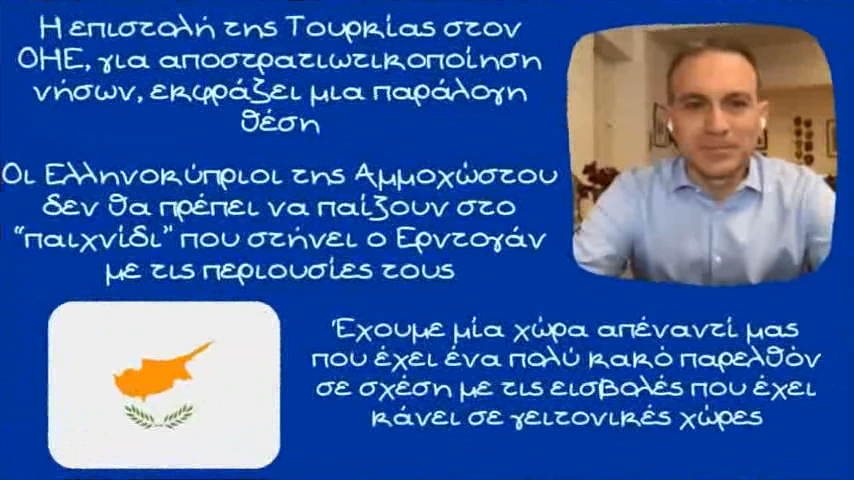 Η επιστολή της Τουρκίας στον
ΟΗΕ, για αποστρατιωτικοποίηση
νήσων, εκφράζει μια παράλογη
θέση
Οι Ελληνοκύπριοι της Αμμοχώστου
δεν θα πρέπει να παίξουν στο
“παιχνίδι” που στήνει ο Ερντογάν
με τις περιουσίες τους
Έχουμε μία χώρα απέναντί μας
που έχει ένα πολύ κακό παρελθόν
σε σχέση με τις εισβολές που έχει
κάνει σε γειτονικές χώρες